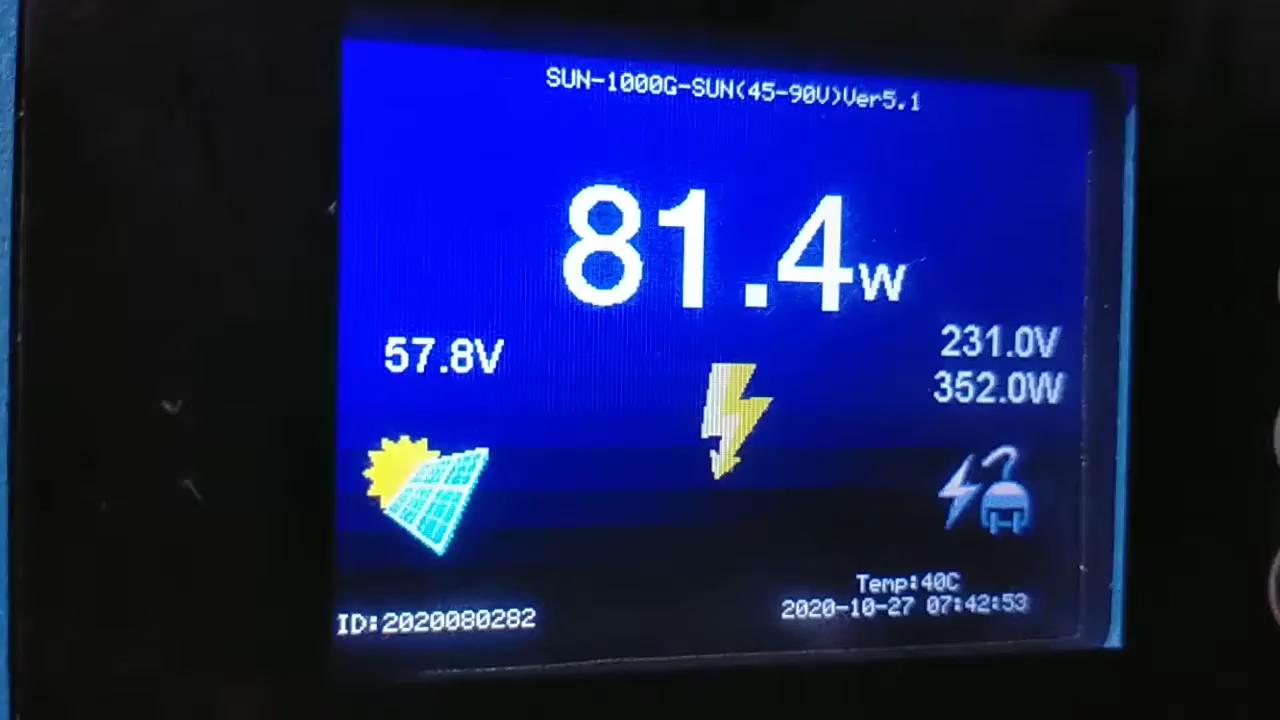 SUN-1000G-SUN(45-90V)Ver5.1
81.4W
57.8V
231.0V
352.0W
Temp:40C
2020-10-27 07:42:53
ID:2020080282